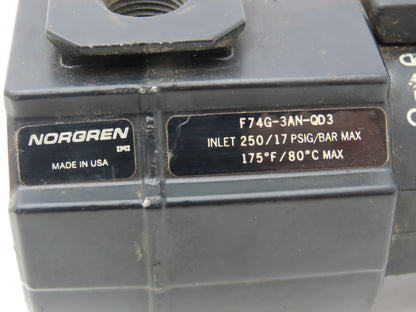 NORGREN
IMI
MADE IN USA
F74G-3AN-QD3
INLET 250/17 PSIG/BAR MAX
175°F/80°C MAX